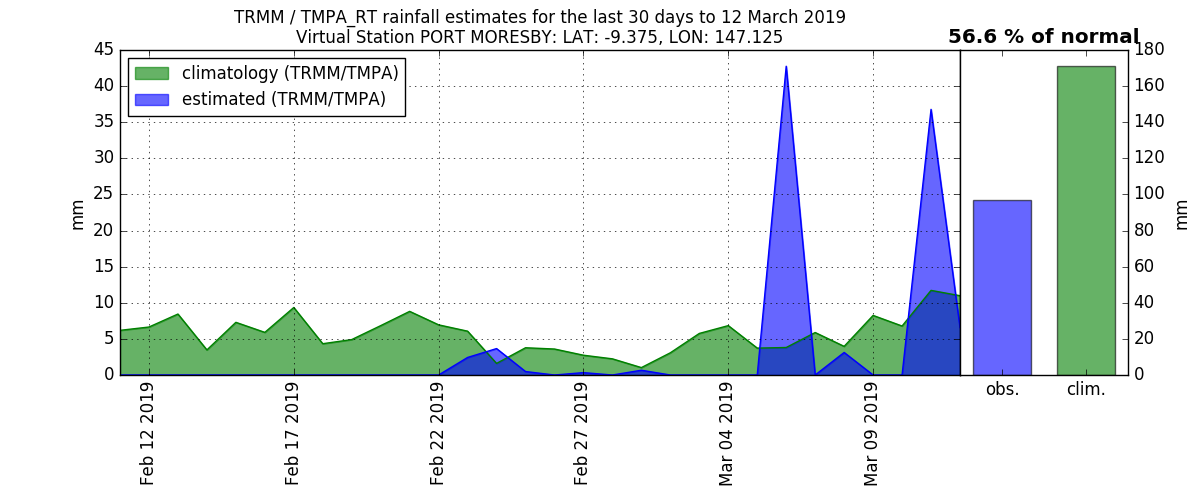 TRMM / TMPA_RT rainfall estimates for the last 30 days to 12 March 2019
Virtual Station PORT MORESBY: LAT: -9.375, LON: 147.125
56.6 % of normal
climatology (TRMM/TMPA)
estimated (TRMM/TMPA)
mm
45
40
35
30
25
20
15
10
5
0
Feb 12 2019
Feb 17 2019
Feb 22 2019
Feb 27 2019
Mar 04 2019
Mar 09 2019
obs.
clim.
180
160
140
120
100
80
60
40
20
0
mm